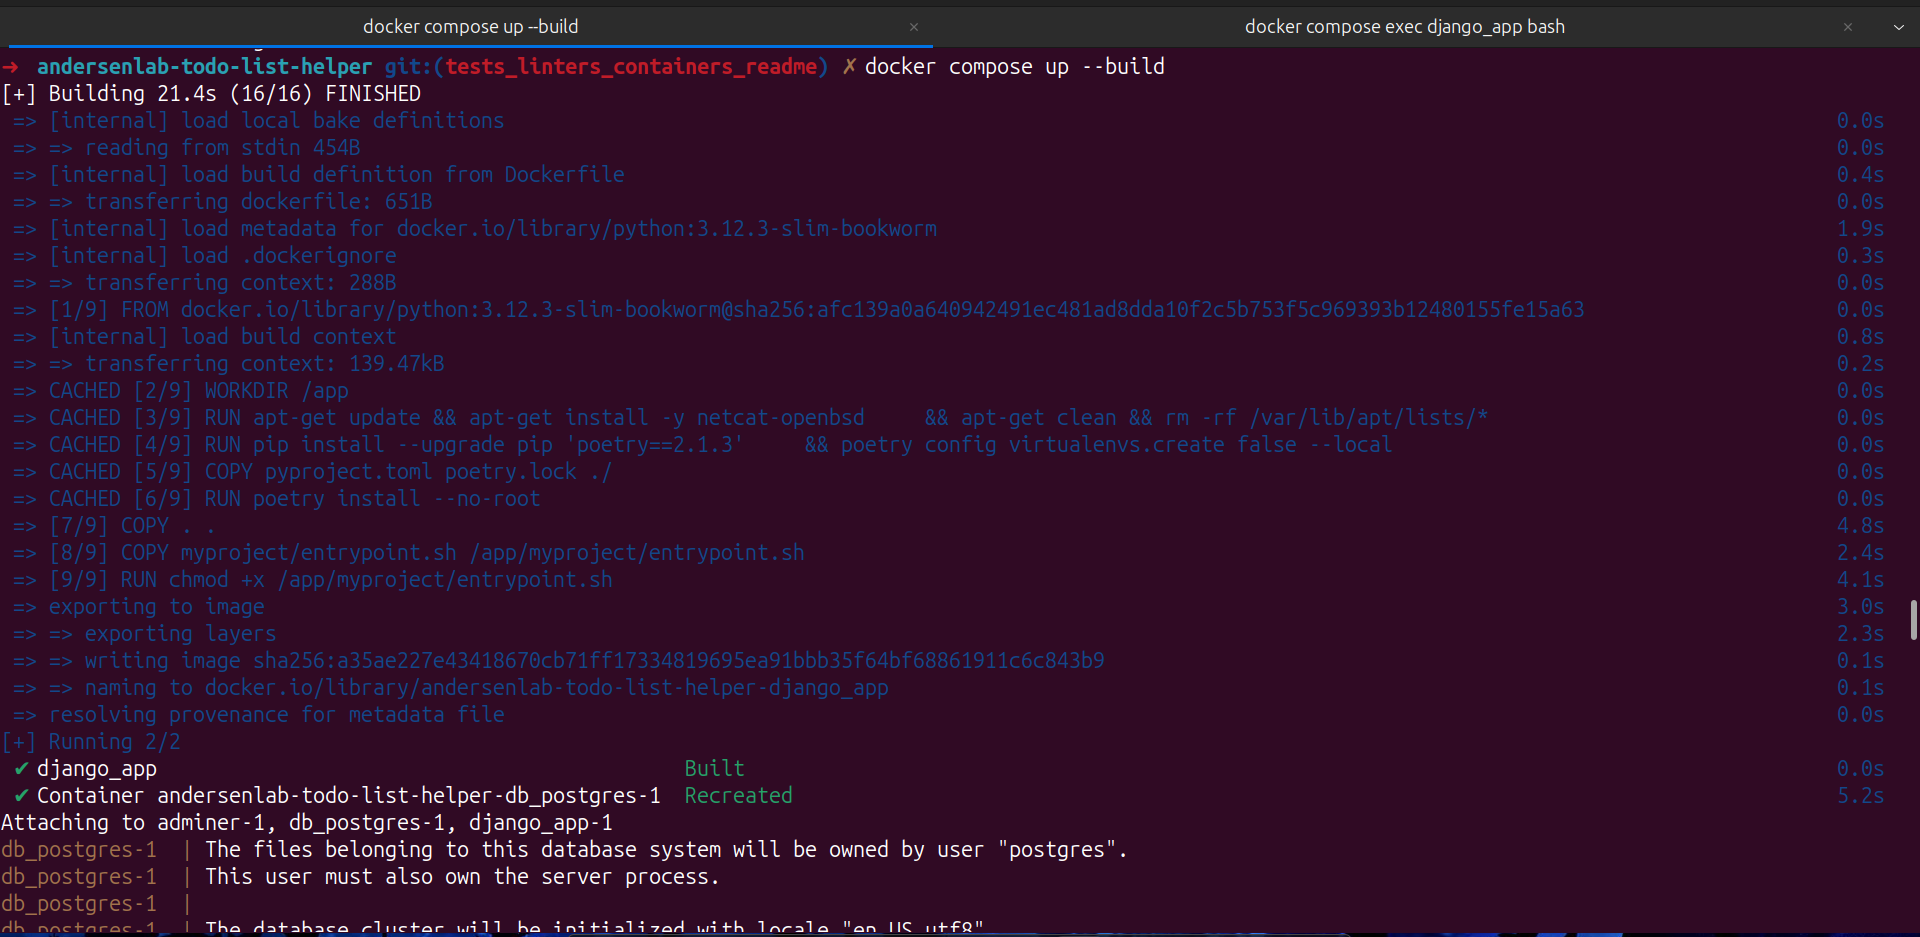 docker compose up --build × docker compose exec django_app bash ×
→ andersenlab-todo-list-helper git:(tests_linters_containers_readme) ✗ docker compose up --build
[+] Building 21.4s (16/16) FINISHED
=> [internal] load local bake definitions 0.0s
=> => reading from stdin 454B 0.0s
=> [internal] load build definition from Dockerfile 0.4s
=> => transferring dockerfile: 651B 0.0s
=> [internal] load metadata for docker.io/library/python:3.12.3-slim-bookworm 1.9s
=> [internal] load .dockerignore 0.3s
=> => transferring context: 288B 0.0s
=> [1/9] FROM docker.io/library/python:3.12.3-slim-bookworm@sha256:afc139a0a640942491ec481ad8dda10f2c5b753f5c969393b12480155fe15a63 0.0s
=> [internal] load build context 0.8s
=> => transferring context: 139.47kB 0.2s
=> CACHED [2/9] WORKDIR /app 0.0s
=> CACHED [3/9] RUN apt-get update && apt-get install -y netcat-openbsd     && apt-get clean && rm -rf /var/lib/apt/lists/* 0.0s
=> CACHED [4/9] RUN pip install --upgrade pip 'poetry==2.1.3'     && poetry config virtualenvs.create false --local 0.0s
=> CACHED [5/9] COPY pyproject.toml poetry.lock ./ 0.0s
=> CACHED [6/9] RUN poetry install --no-root 0.0s
=> [7/9] COPY . . 4.8s
=> [8/9] COPY myproject/entrypoint.sh /app/myproject/entrypoint.sh 2.4s
=> [9/9] RUN chmod +x /app/myproject/entrypoint.sh 4.1s
=> exporting to image 3.0s
=> => exporting layers 2.3s
=> => writing image sha256:a35ae227e43418670cb71ff17334819695ea91bbb35f64bf68861911c6c843b9 0.1s
=> => naming to docker.io/library/andersenlab-todo-list-helper-django_app 0.1s
=> resolving provenance for metadata file 0.0s
[+] Running 2/2
✔ django_app Built 0.0s
✔ Container andersenlab-todo-list-helper-db_postgres-1 Recreated 5.2s
Attaching to adminer-1, db_postgres-1, django_app-1
db_postgres-1 | The files belonging to this database system will be owned by user "postgres".
db_postgres-1 | This user must also own the server process.
db_postgres-1 |
db_postgres-1 | The database cluster will be initialized with locale "en_US.utf8".